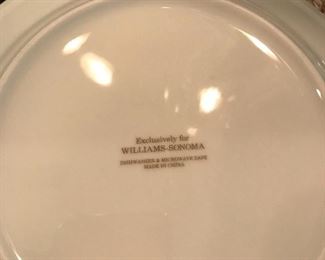 Exclusively for
WILLIAMS-SONOMA
DISHWASHER & MICROWAVE SAFE
MADE IN CHINA